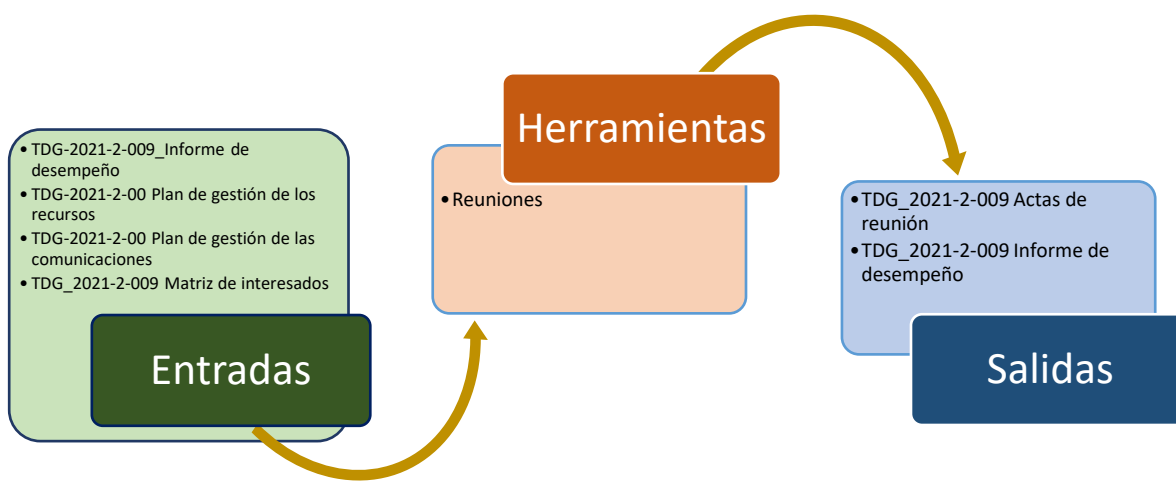 • TDG-2021-2-009_Informe de
desempeño
• TDG-2021-2-00 Plan de gestión de los
recursos
• TDG-2021-2-00 Plan de gestión de las
comunicaciones
• TDG_2021-2-009 Matriz de interesados
Entradas
Herramientas
•Reuniones
•TDG_2021-2-009 Actas de
reunión
•TDG_2021-2-009 Informe de
desempeño
Salidas